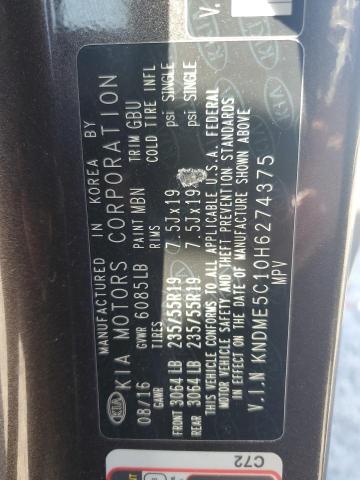 MANUFACTURED IN KOREA BY
KIA MOTORS CORPORATION
08/16 GVWR 6085LB PAINT MBN TRIM GBU
GAWR TIRES RIMS COLD TIRE INFL
FRONT 3064 LB 235/55R19 7.5Jx19 psi SINGLE
REAR 3064 LB 235/55R19 7.5Jx19 psi SINGLE
THIS VEHICLE CONFORMS TO ALL APPLICABLE U.S.A. FEDERAL
MOTOR VEHICLE SAFETY AND THEFT PREVENTION STANDARDS
IN EFFECT ON THE DATE OF MANUFACTURE SHOWN ABOVE
V.I.N KNDME5C10H6274375
MPV
C72
V.
KIA